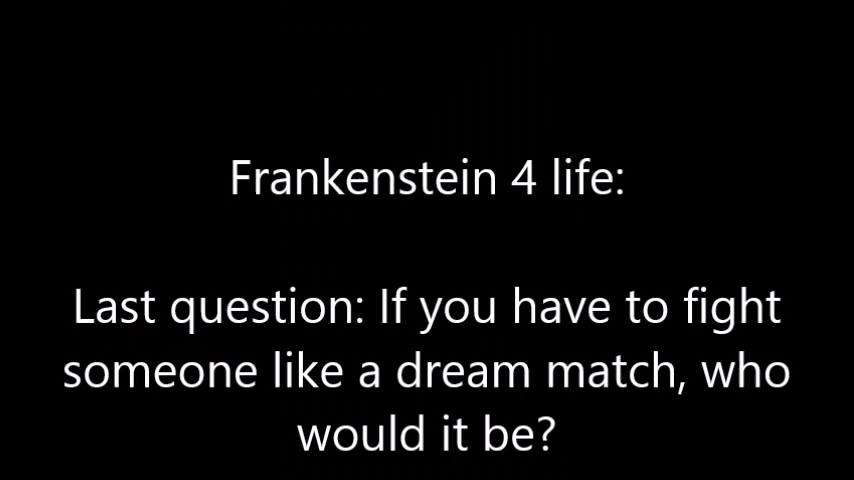 Frankenstein 4 life:
Last question: If you have to fight
someone like a dream match, who
would it be?